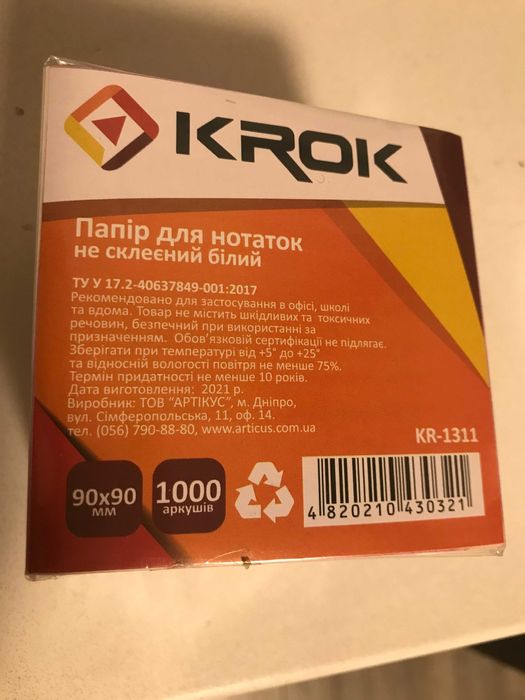 KROK
Папір для нотаток
не склеєний білий
ТУ У 17.2-40637849-001:2017
Рекомендовано для застосування в офісі, школі
та вдома. Товар не містить шкідливих та токсичних
речовин, безпечний при використанні за
призначенням. Обов'язковій сертифікації не підлягає.
Зберігати при температурі від +5° до +25°
та відносній вологості повітря не менше 75%.
Термін придатності не менше 10 років.
Дата виготовлення: 2021 р.
Виробник: ТОВ "АРТІКУС", м. Дніпро,
вул. Сімферопольська, 11, оф. 14.
тел. (056) 790-88-80, www.articus.com.ua
KR-1311
90х90
мм
1000
аркушів
4 820210 430321